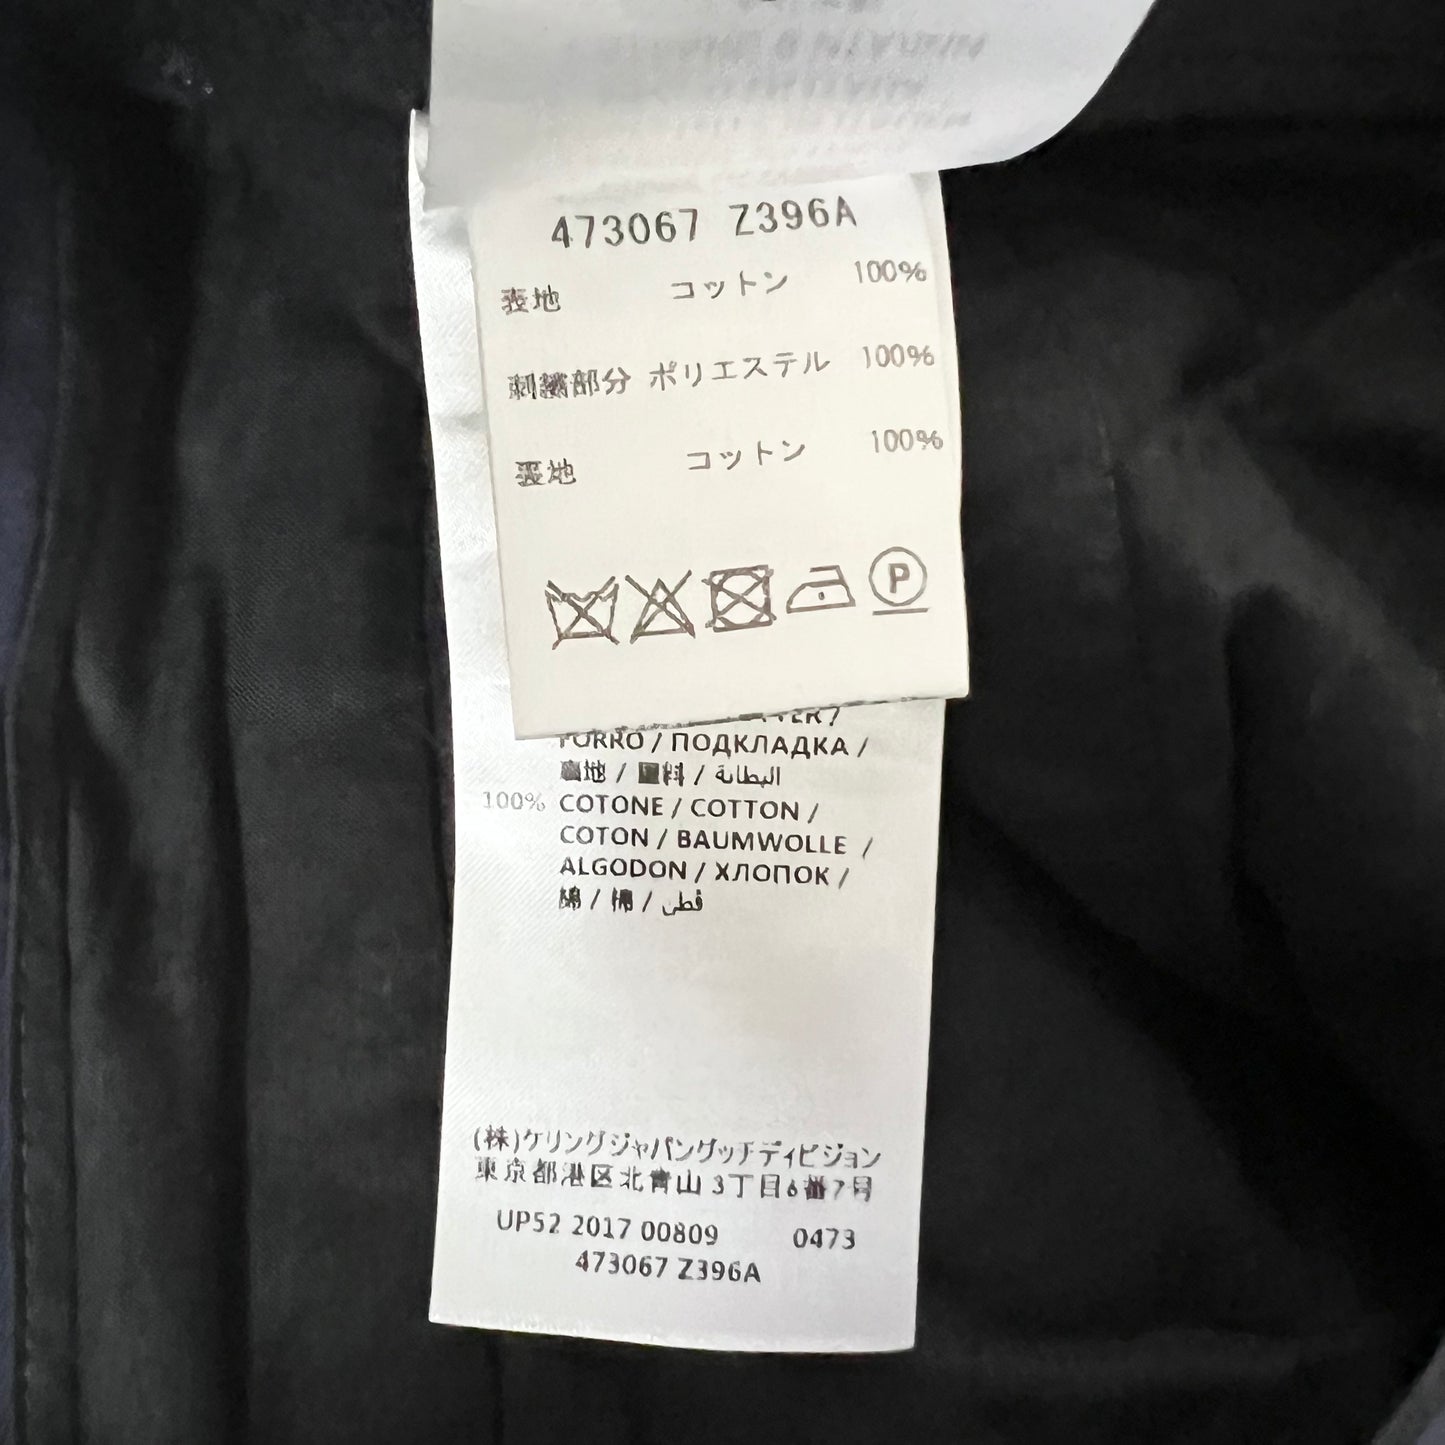 473067 Z396A
表地 コットン 100%
刺繍部分 ポリエステル 100%
裏地 コットン 100%
P
FORRO / ПОДКЛАДКА /
裏地 / 里料 / البطانة
100% COTONE / COTTON /
COTON / BAUMWOLLE /
ALGODON / ХЛОПОК /
綿 / 棉 / قطن
(株)ケリングジャパングッチディビジョン
東京都港区北青山 3丁目6番7号
UP52 2017 00809 0473
473067 Z396A